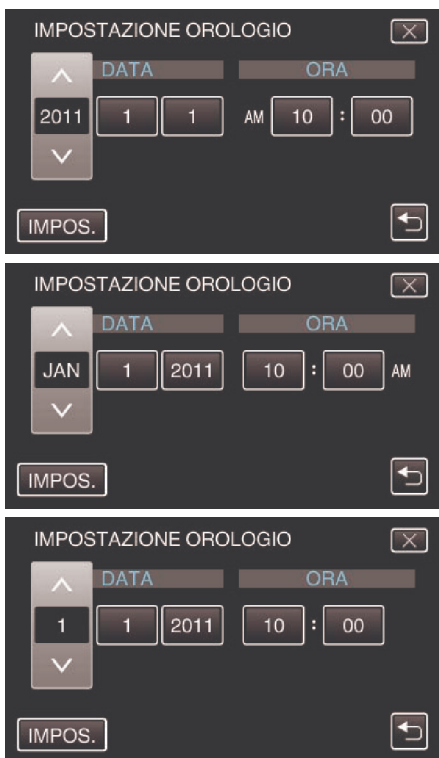 IMPOSTAZIONE OROLOGIO
DATA ORA
2011 1 1 AM 10 : 00
IMPOS.
IMPOSTAZIONE OROLOGIO
DATA ORA
JAN 1 2011 10 : 00 AM
IMPOS.
IMPOSTAZIONE OROLOGIO
DATA ORA
1 1 2011 10 : 00
IMPOS.